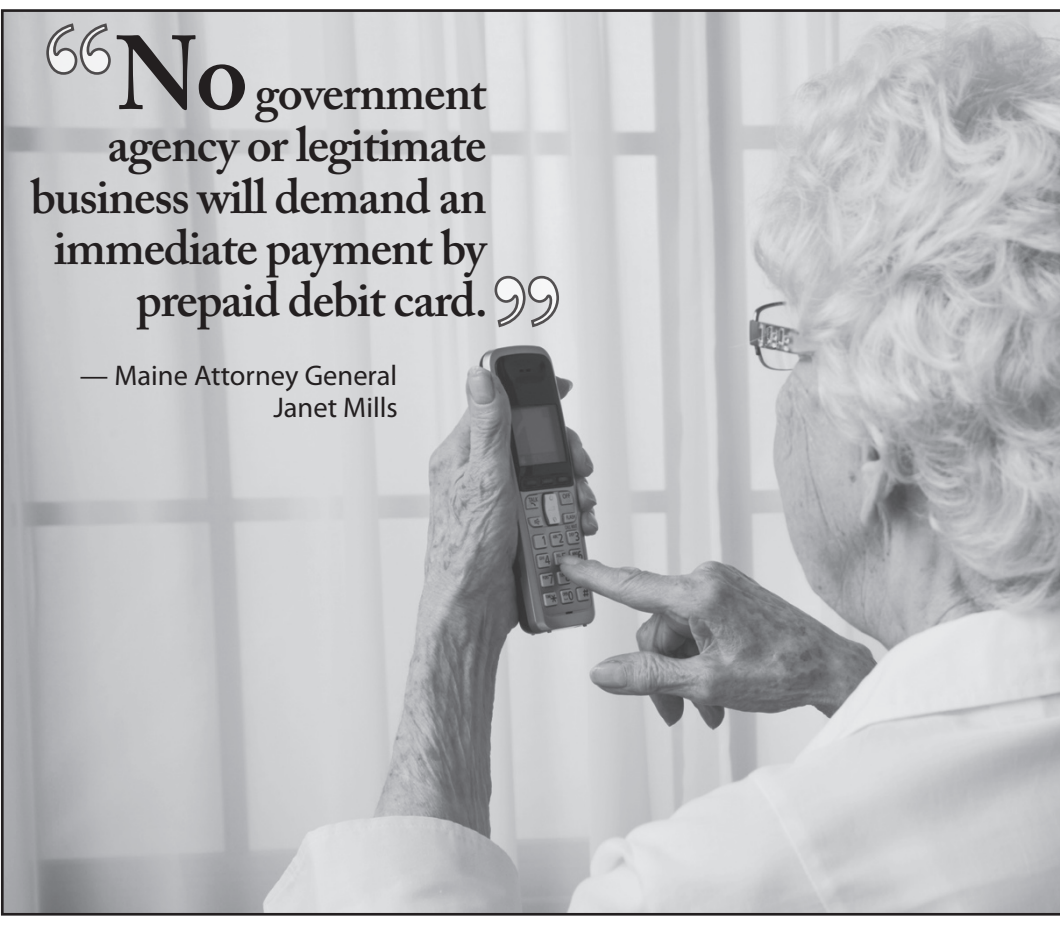 “No government
agency or legitimate
business will demand an
immediate payment by
prepaid debit card.”
— Maine Attorney General
Janet Mills